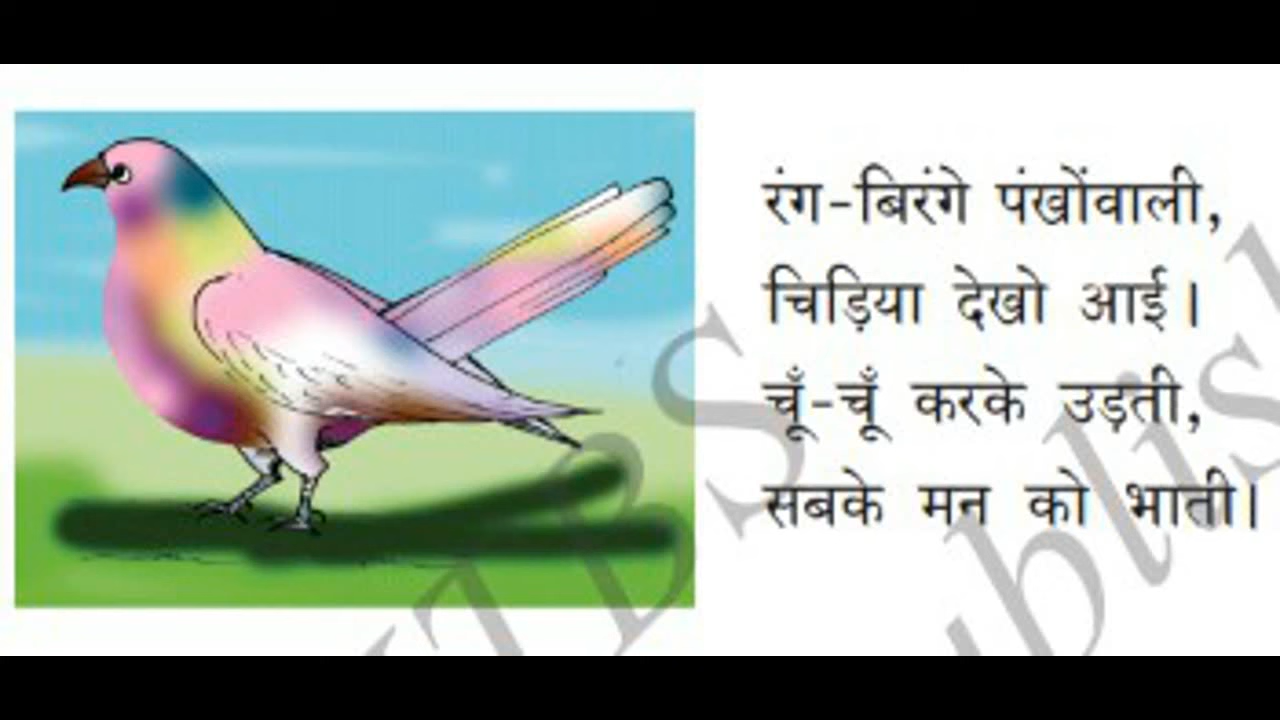 रंग-बिरंगे पंखोंवाली,
चिड़िया देखो आई।
चूँ-चूँ करके उड़ती,
सबके मन को भाती।